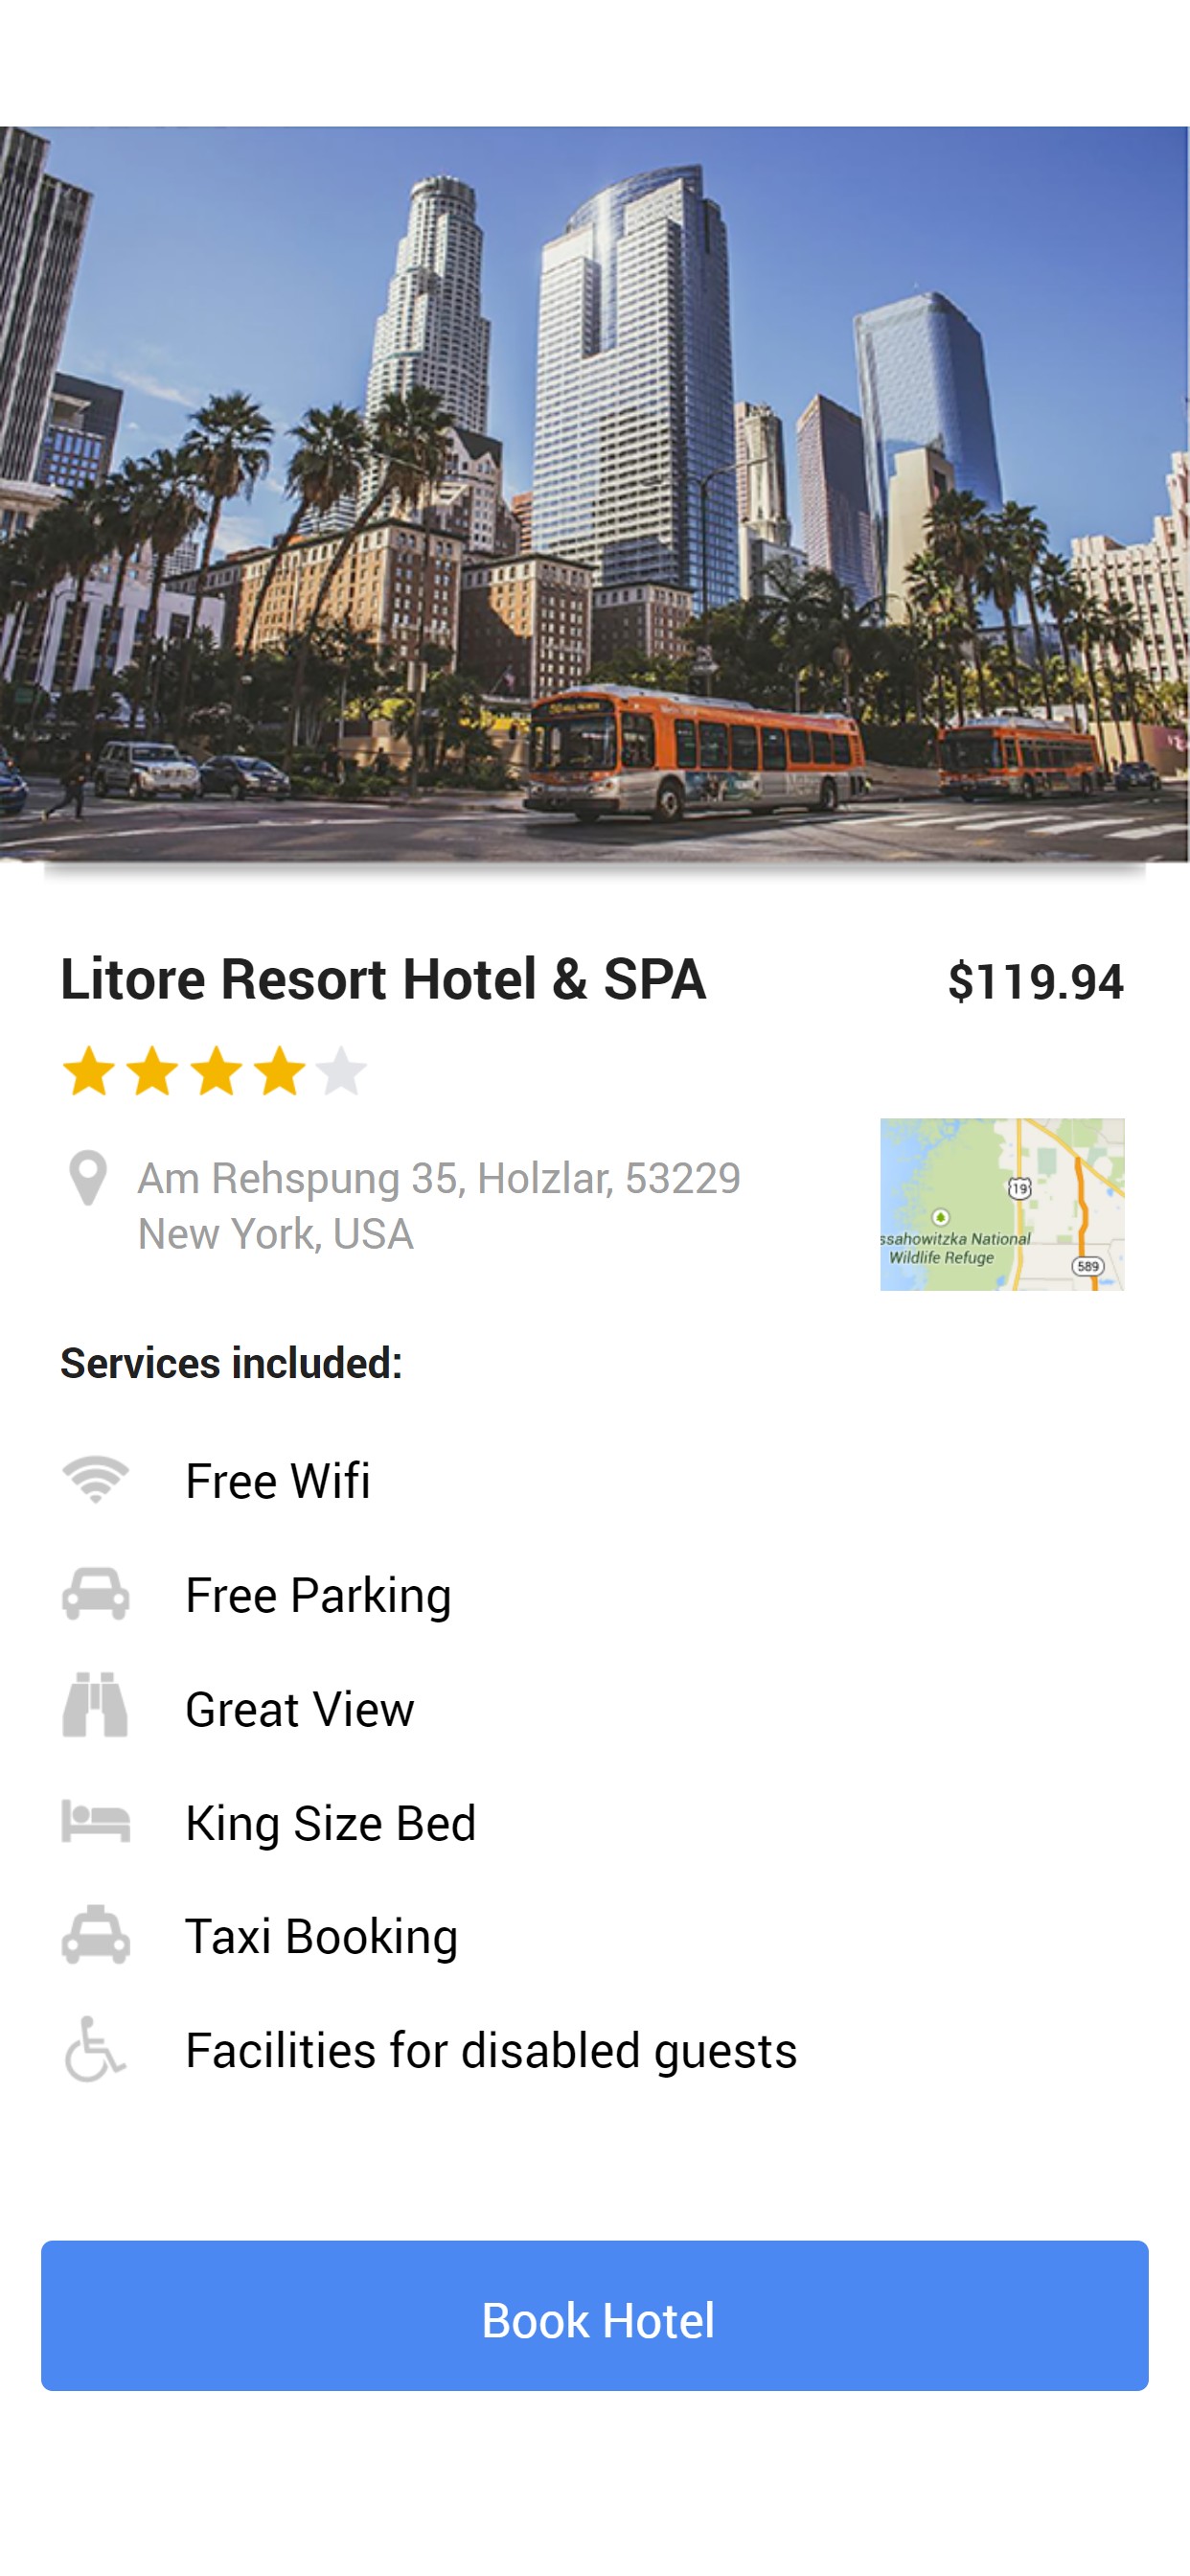 Litore Resort Hotel & SPA
$119.94
Am Rehspung 35, Holzlar, 53229
New York, USA
19
ssahowitzka National
Wildlife Refuge
589
Services included:
Free Wifi
Free Parking
Great View
King Size Bed
Taxi Booking
Facilities for disabled guests
Book Hotel